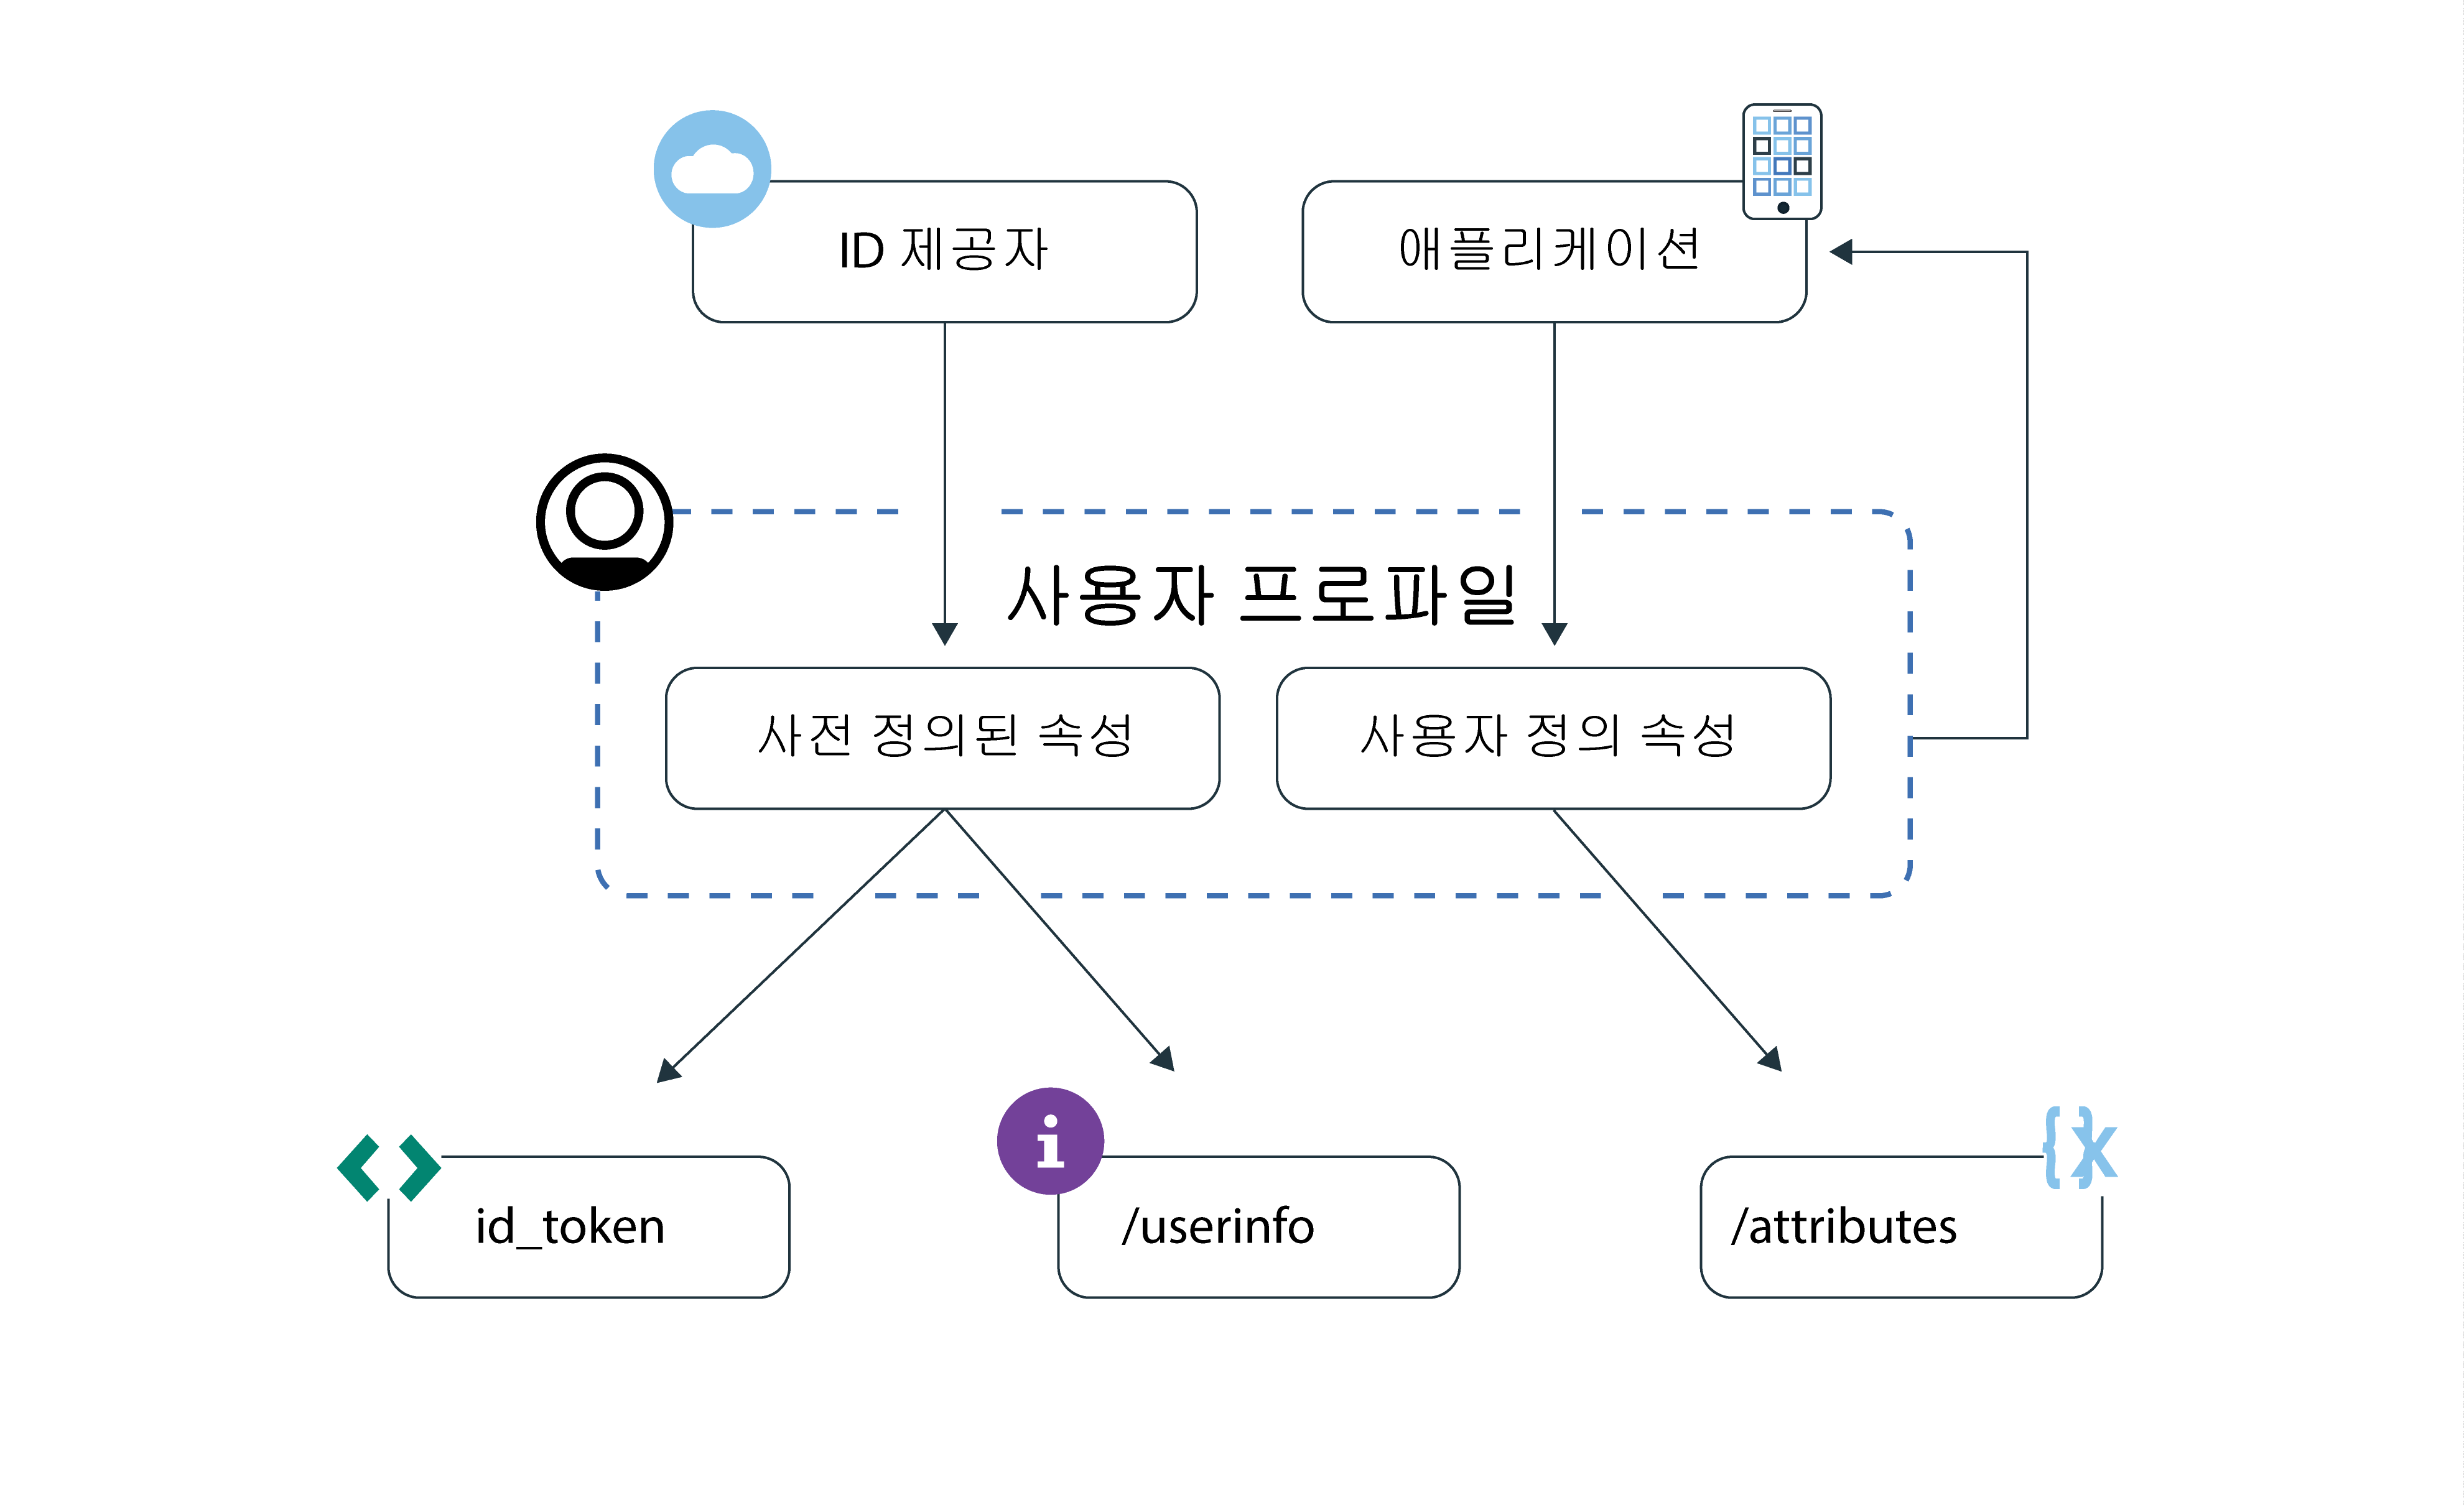 ID 제공자
애플리케이션
사용자 프로파일
사전 정의된 속성
사용자 정의 속성
id_token
/userinfo
/attributes